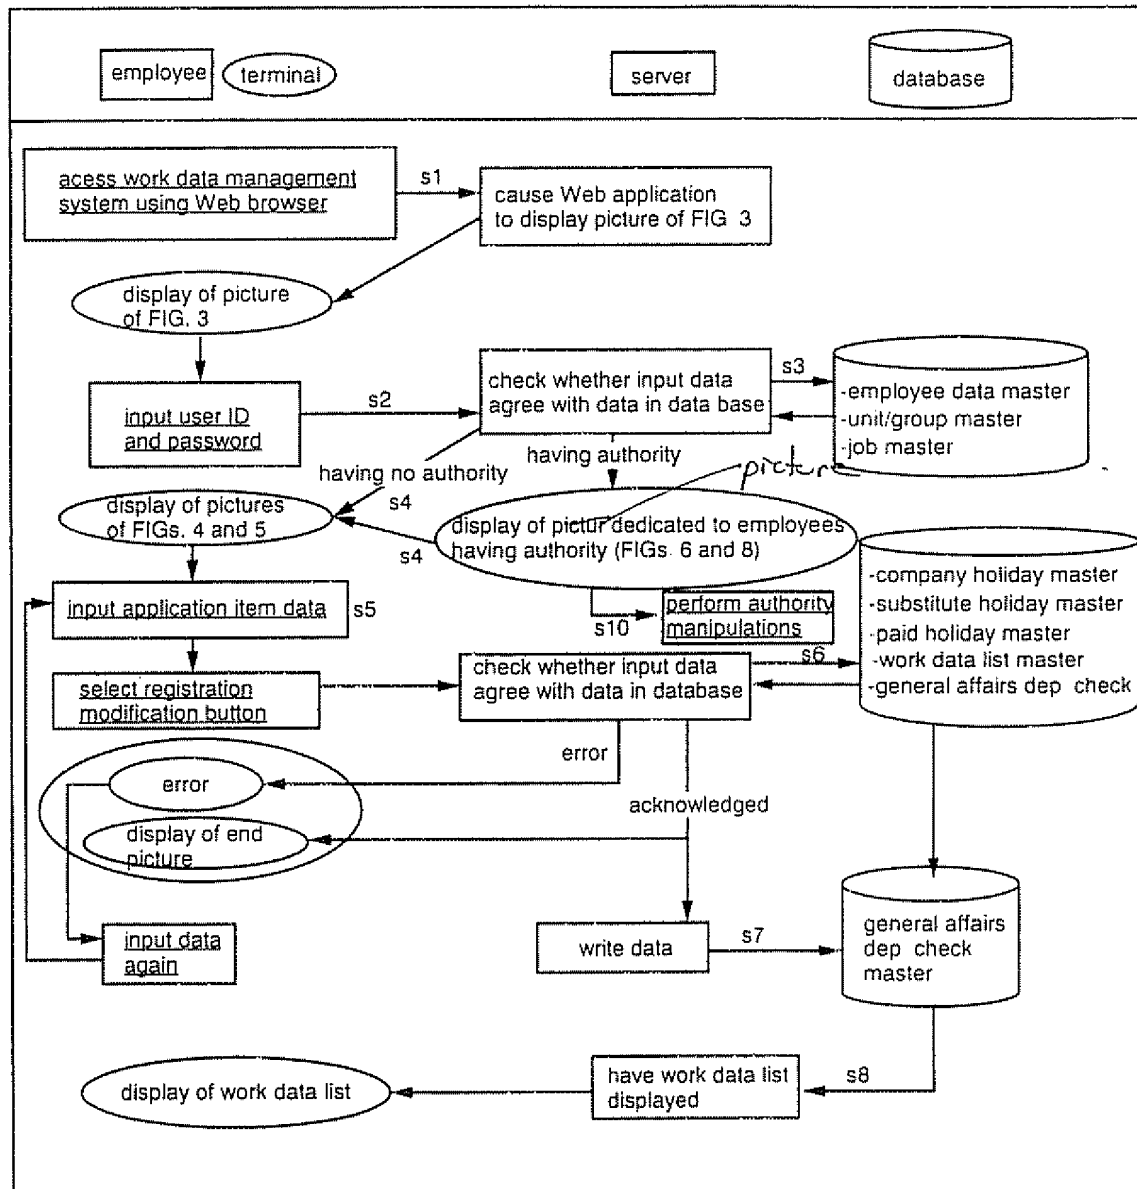 employee
terminal
server
database
acess work data management
system using Web browser
s1
cause Web application
to display picture of FIG 3
display of picture
of FIG. 3
input user ID
and password
s2
check whether input data
agree with data in data base
s3
-employee data master
-unit/group master
-job master
having no authority
having authority
picture
s4
display of pictures
of FIGs. 4 and 5
s4
display of pictur dedicated to employees
having authority (FIGs 6 and 8)
input application item data
s5
s10
perform authority
manipulations
-company holiday master
-substitute holiday master
-paid holiday master
-work data list master
-general affairs dep check
select registration
modification button
check whether input data
agree with data in database
s6
error
error
acknowledged
display of end
picture
input data
again
write data
s7
general affairs
dep check
master
display of work data list
have work data list
displayed
s8